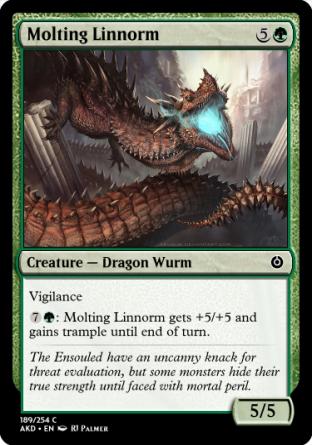 Molting Linnorm 5
Creature — Dragon Wurm
Vigilance
7 : Molting Linnorm gets +5/+5 and
gains trample until end of turn.
The Ensouled have an uncanny knack for
threat evaluation, but some monsters hide their
true strength until faced with mortal peril.
189/254 C
AKD • EN RJ PALMER
5/5